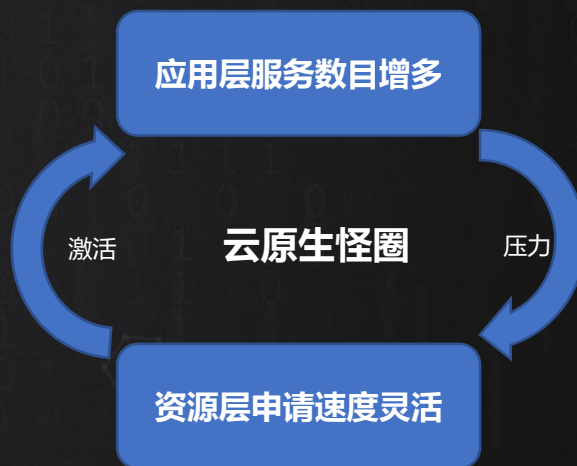 应用层服务数目增多
激活
云原生怪圈
压力
资源层申请速度灵活